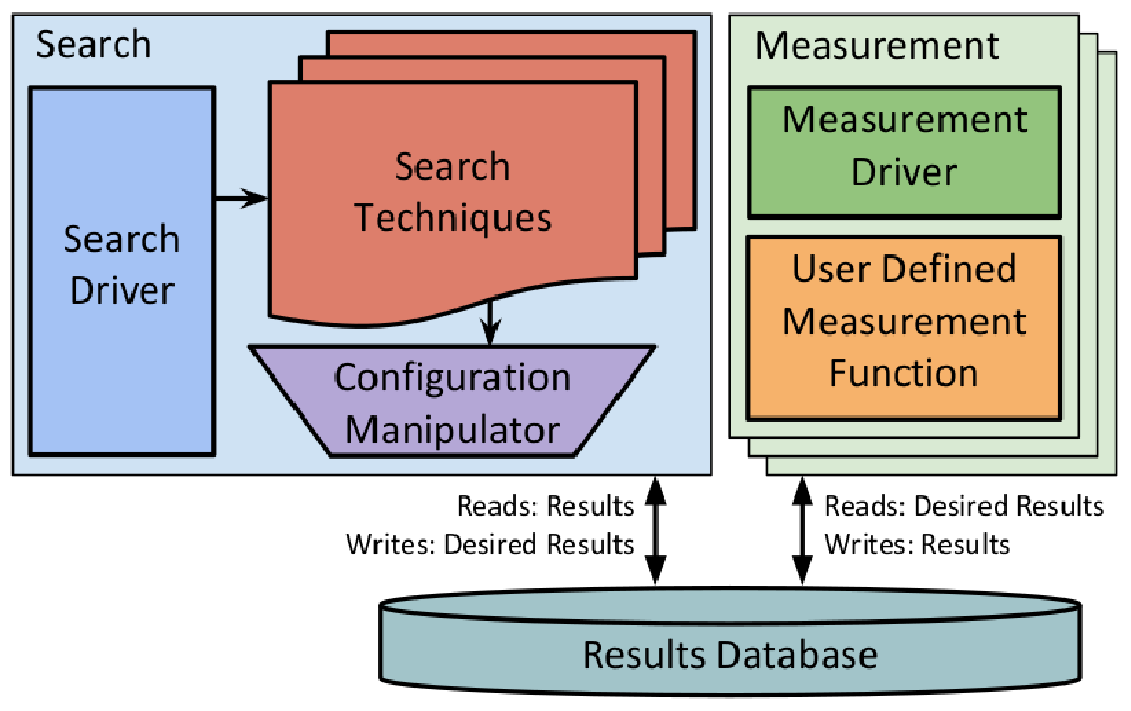 Search
Search
Driver
Search
Techniques
Configuration
Manipulator
Measurement
Measurement
Driver
User Defined
Measurement
Function
Reads: Results
Writes: Desired Results
Reads: Desired Results
Writes: Results
Results Database